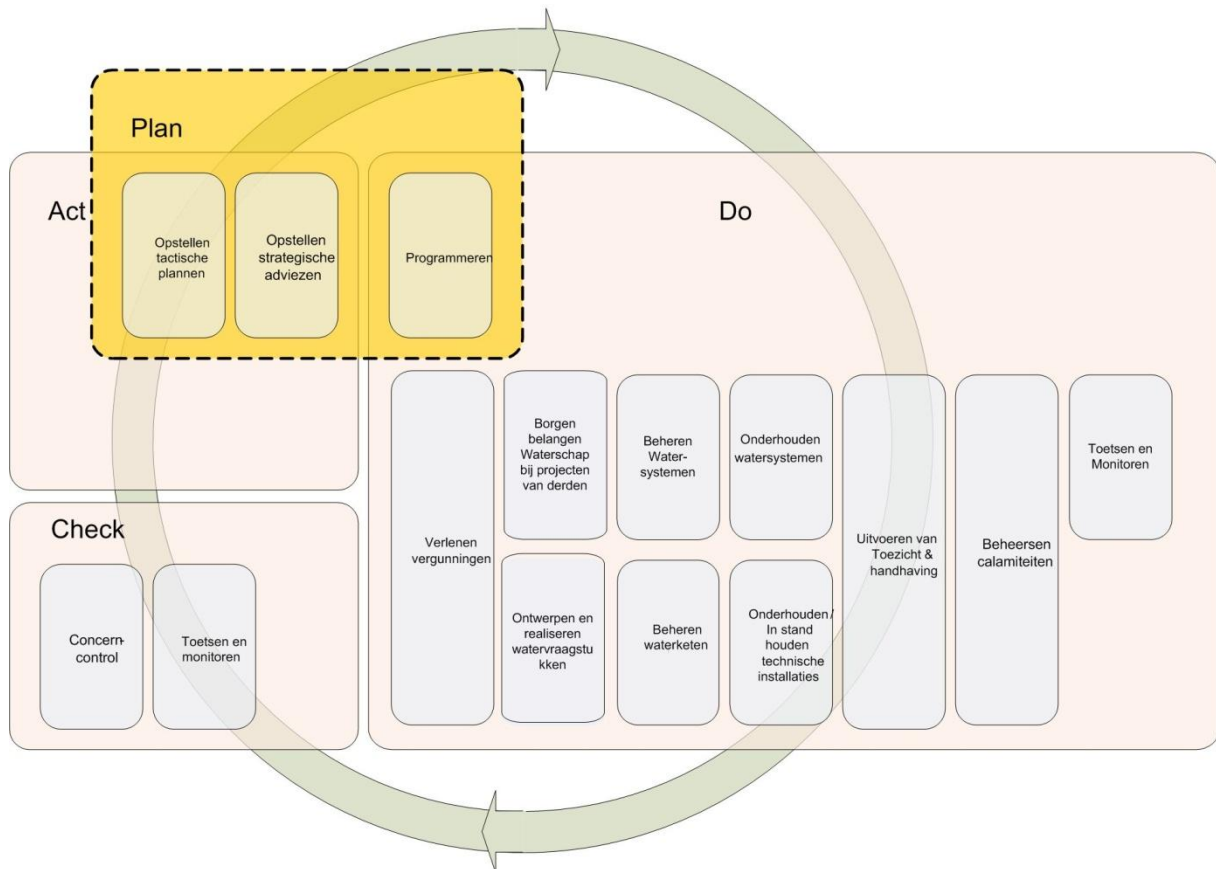 Plan
Act
Do
Opstellen
tactische
plannen
Opstellen
strategische
adviezen
Programmeren
Verlenen
vergunningen
Borgen
belangen
Waterschap
bij projecten
van derden
Beheren
Water-
systemen
Onderhouden
watersystemen
Uitvoeren van
Toezicht &
handhaving
Beheersen
calamiteiten
Toetsen en
Monitoren
Ontwerpen en
realiseren
watervraagstu
kken
Beheren
waterketen
Onderhouden/
In stand
houden
technische
installaties
Check
Concern-
control
Toetsen en
monitoren